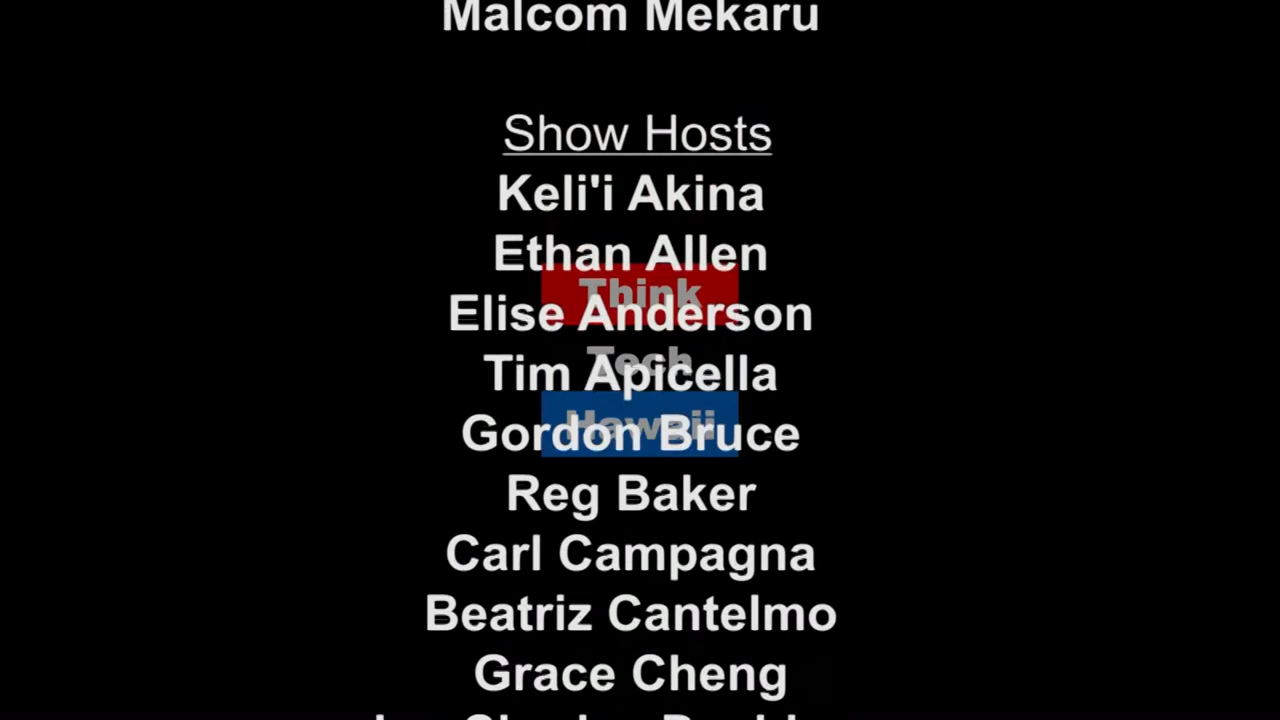 Malcom Mekaru
Show Hosts
Keli'i Akina
Ethan Allen
Think
Elise Anderson
Tech
Tim Apicella
Hawaii
Gordon Bruce
Reg Baker
Carl Campagna
Beatriz Cantelmo
Grace Cheng